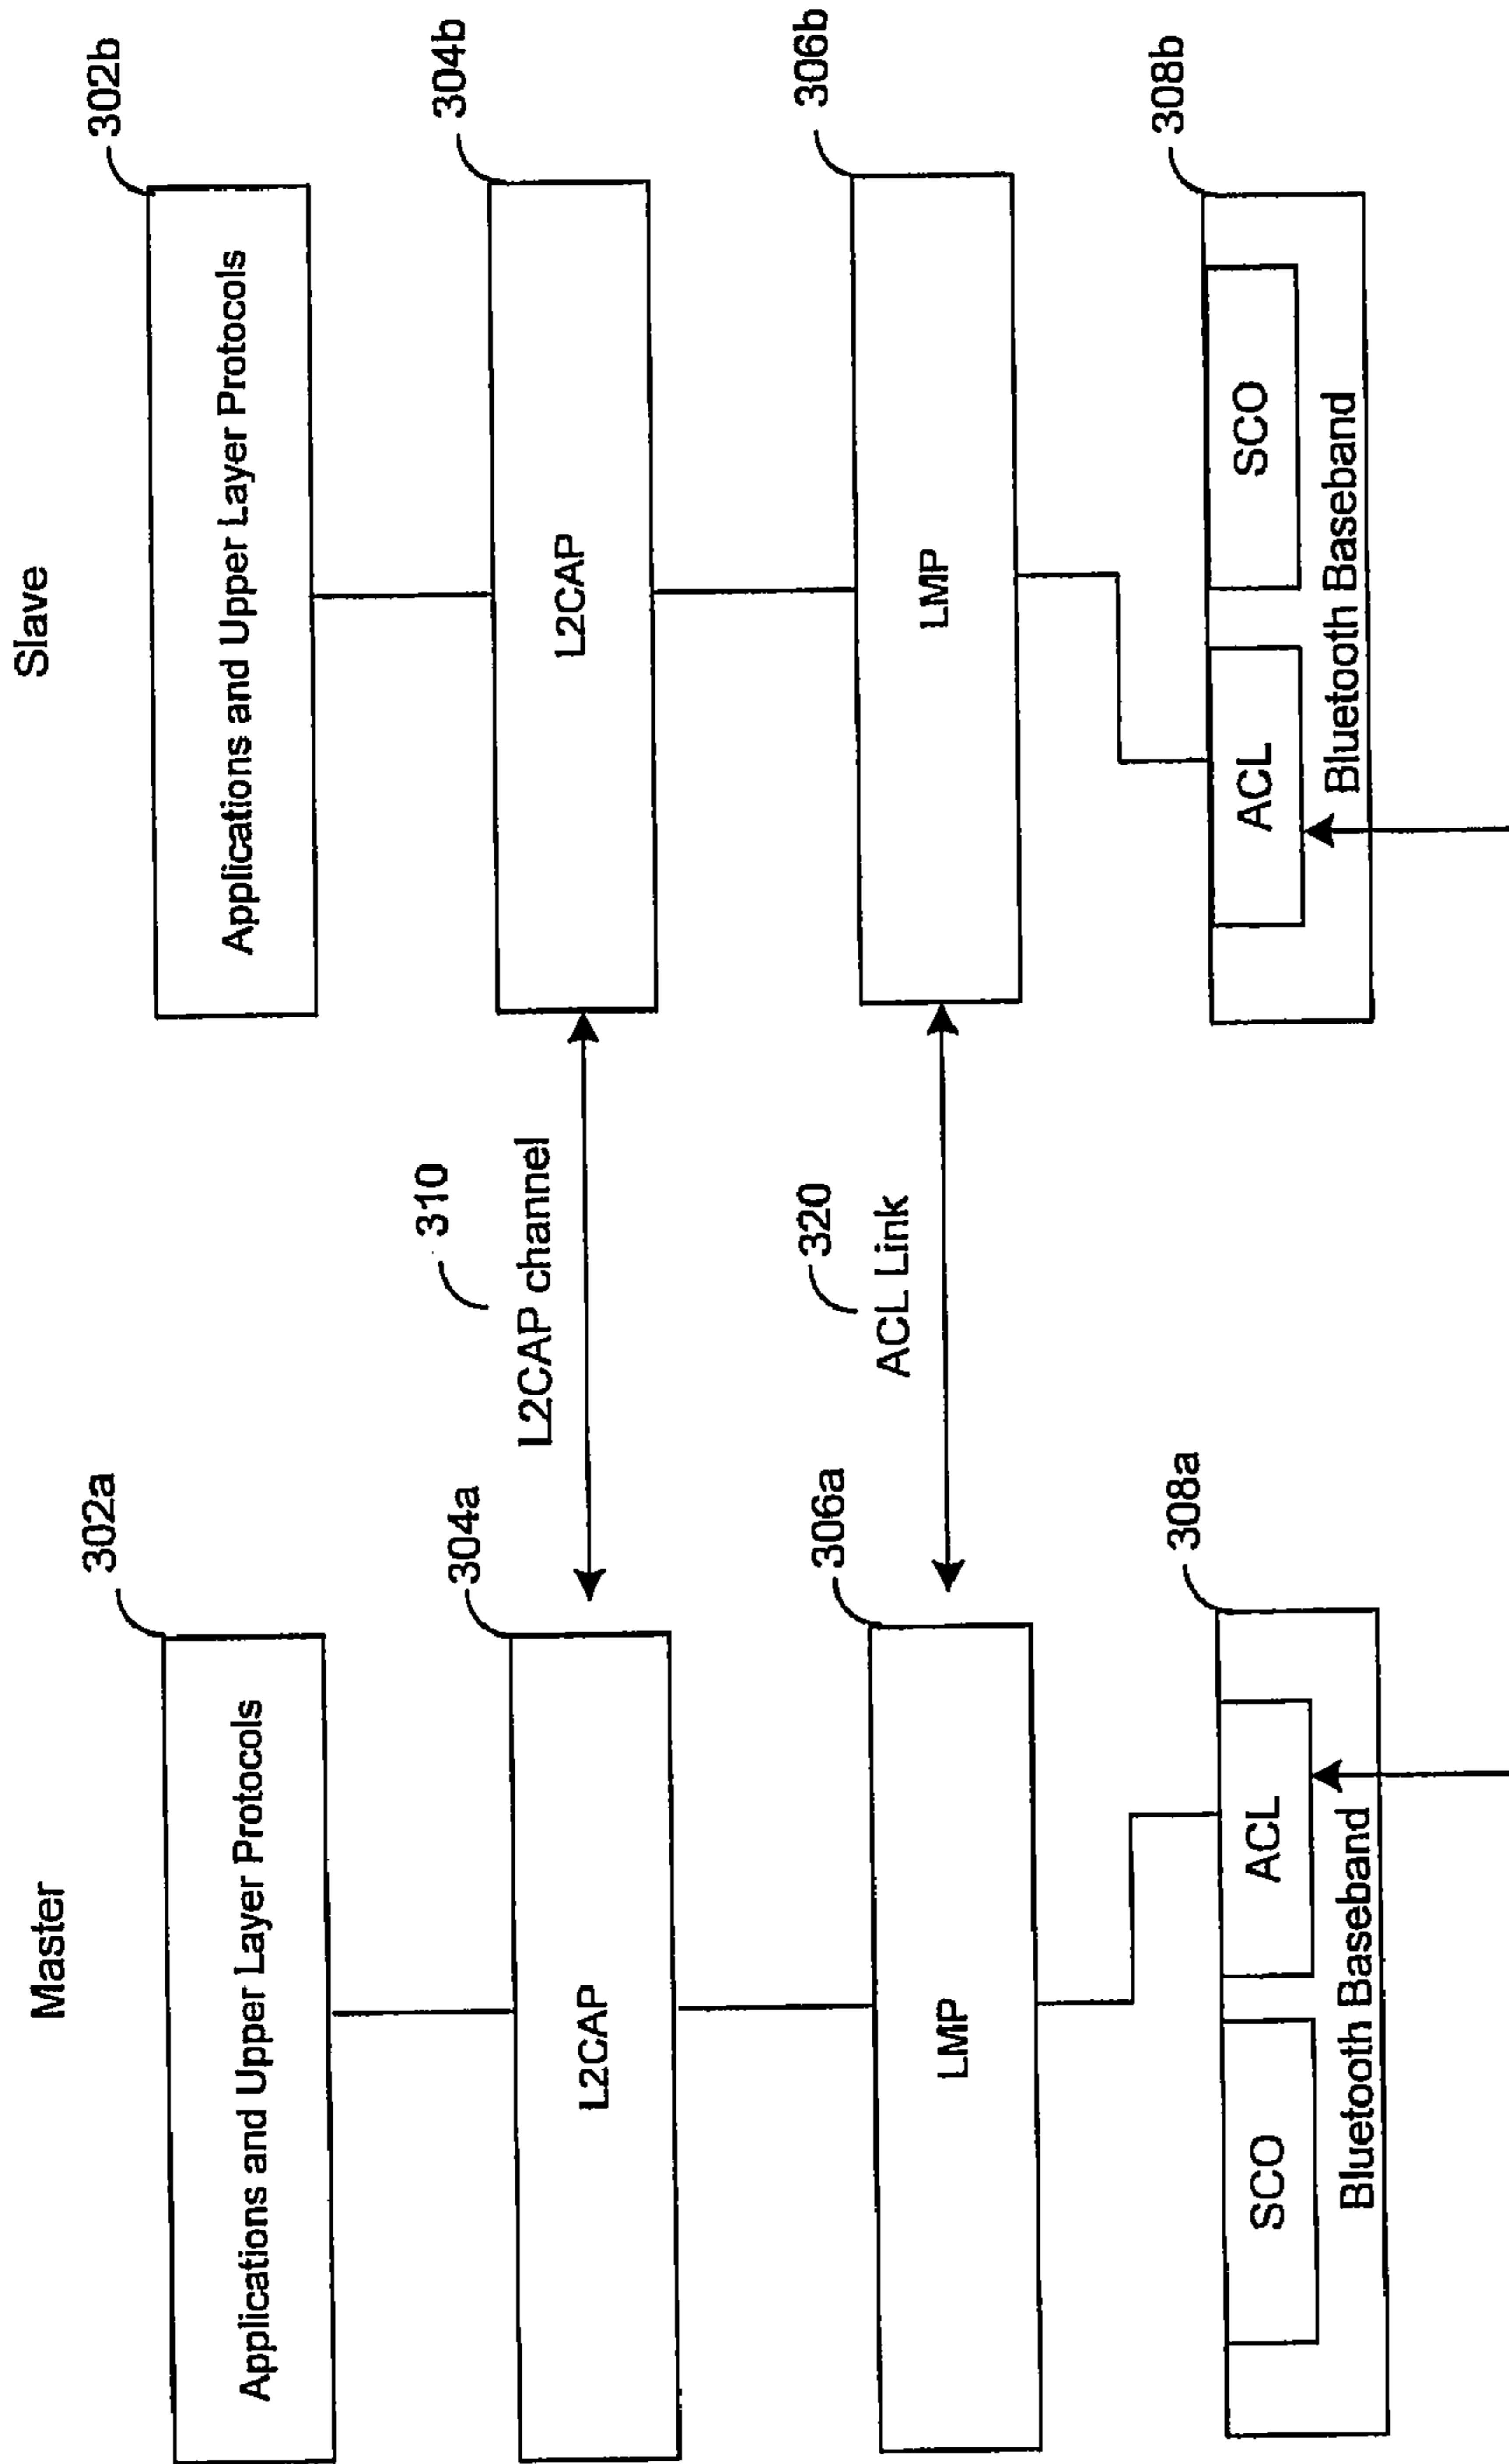 Master
Slave
302a
302b
Applications and Upper Layer Protocols
Applications and Upper Layer Protocols
304a
310
304b
L2CAP
L2CAP channel
L2CAP
306a
320
306b
LMP
ACL Link
LMP
308a
308b
SCO
ACL
ACL
SCO
Bluetooth Baseband
Bluetooth Baseband